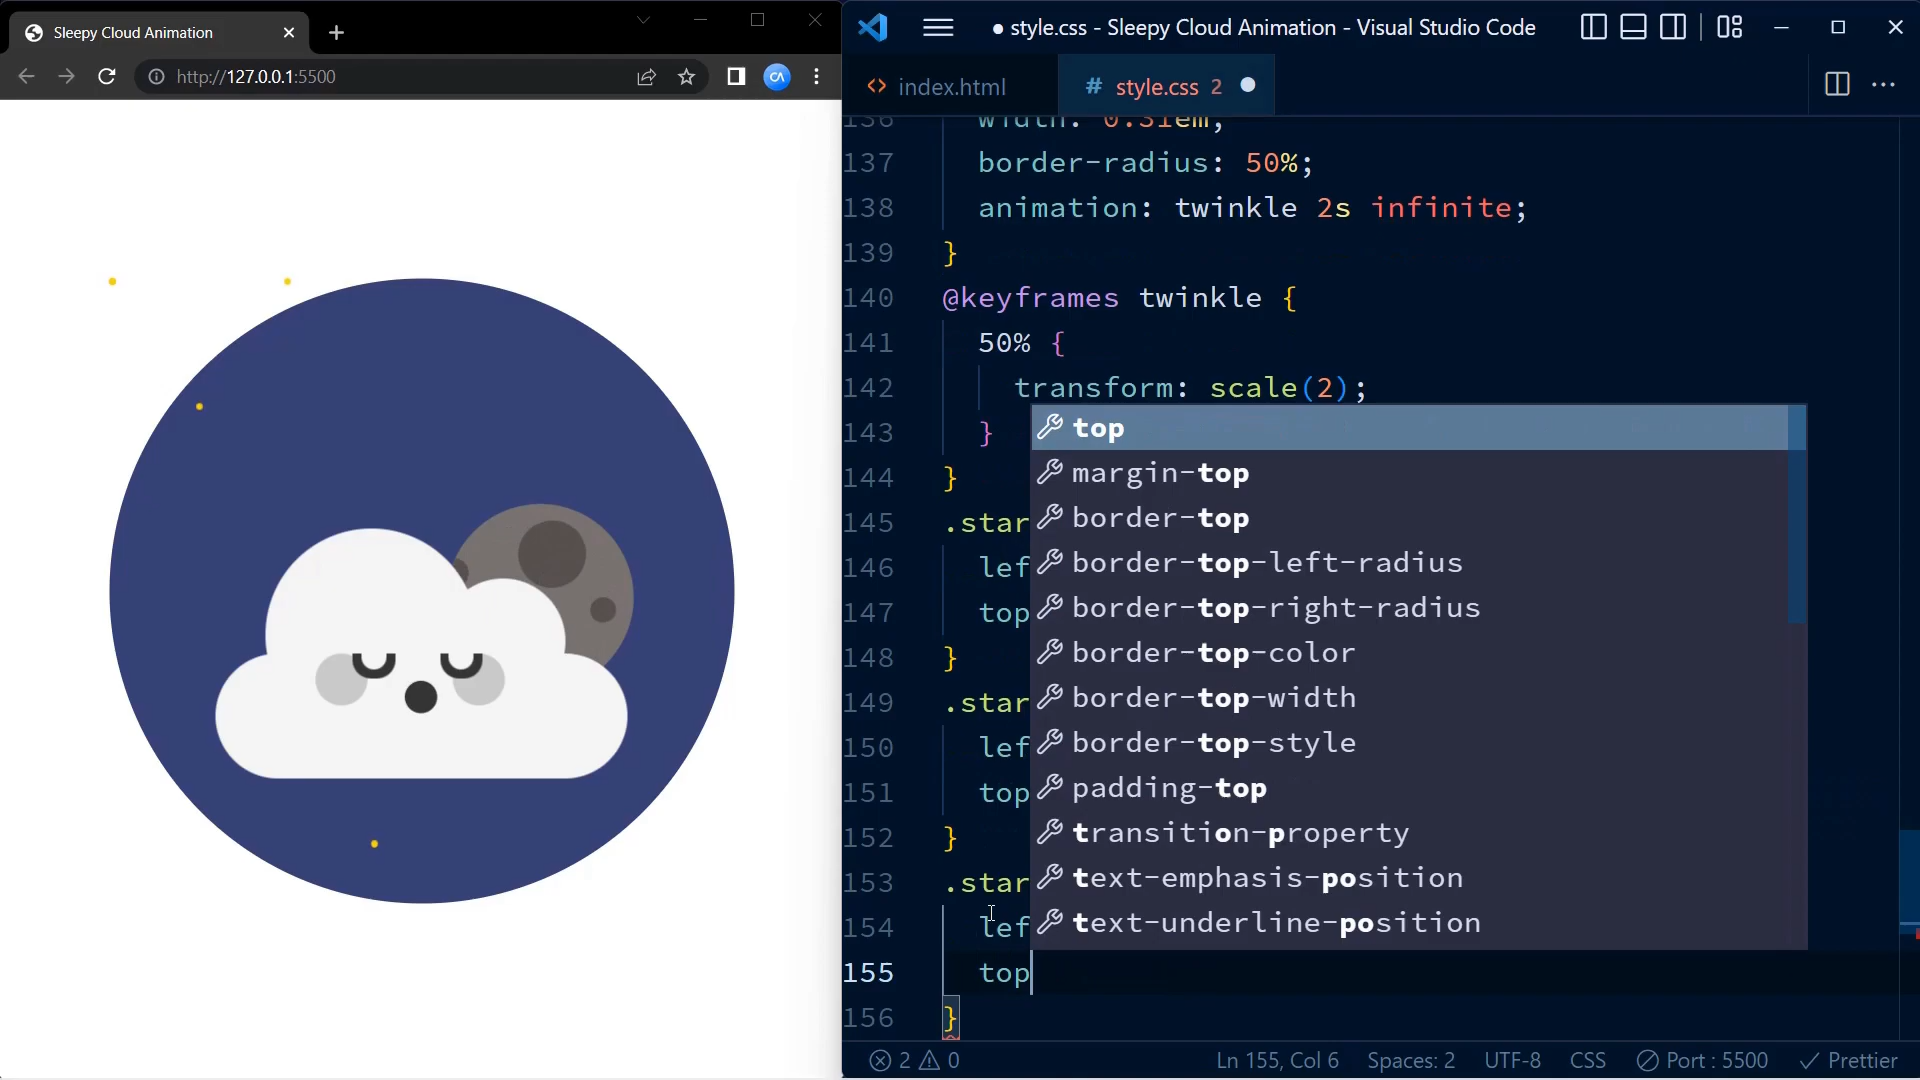 Sleepy Cloud Animation
http://127.0.0.1:5500
CA
style.css - Sleepy Cloud Animation - Visual Studio Code
index.html
# style.css 2
136 width: 0.31em;
137 border-radius: 50%;
138 animation: twinkle 2s infinite;
139 }
140 @keyframes twinkle {
141 50% {
142 transform: scale(2);
143 }
144 }
145 .star
146 lef
147 top
148 }
149 .star
150 lef
151 top
152 }
153 .star
154 lef
155 top
156 }
top
margin-top
border-top
border-top-left-radius
border-top-right-radius
border-top-color
border-top-width
border-top-style
padding-top
transition-property
text-emphasis-position
text-underline-position
2 0 Ln 155, Col 6 Spaces: 2 UTF-8 CSS Port : 5500 Prettier